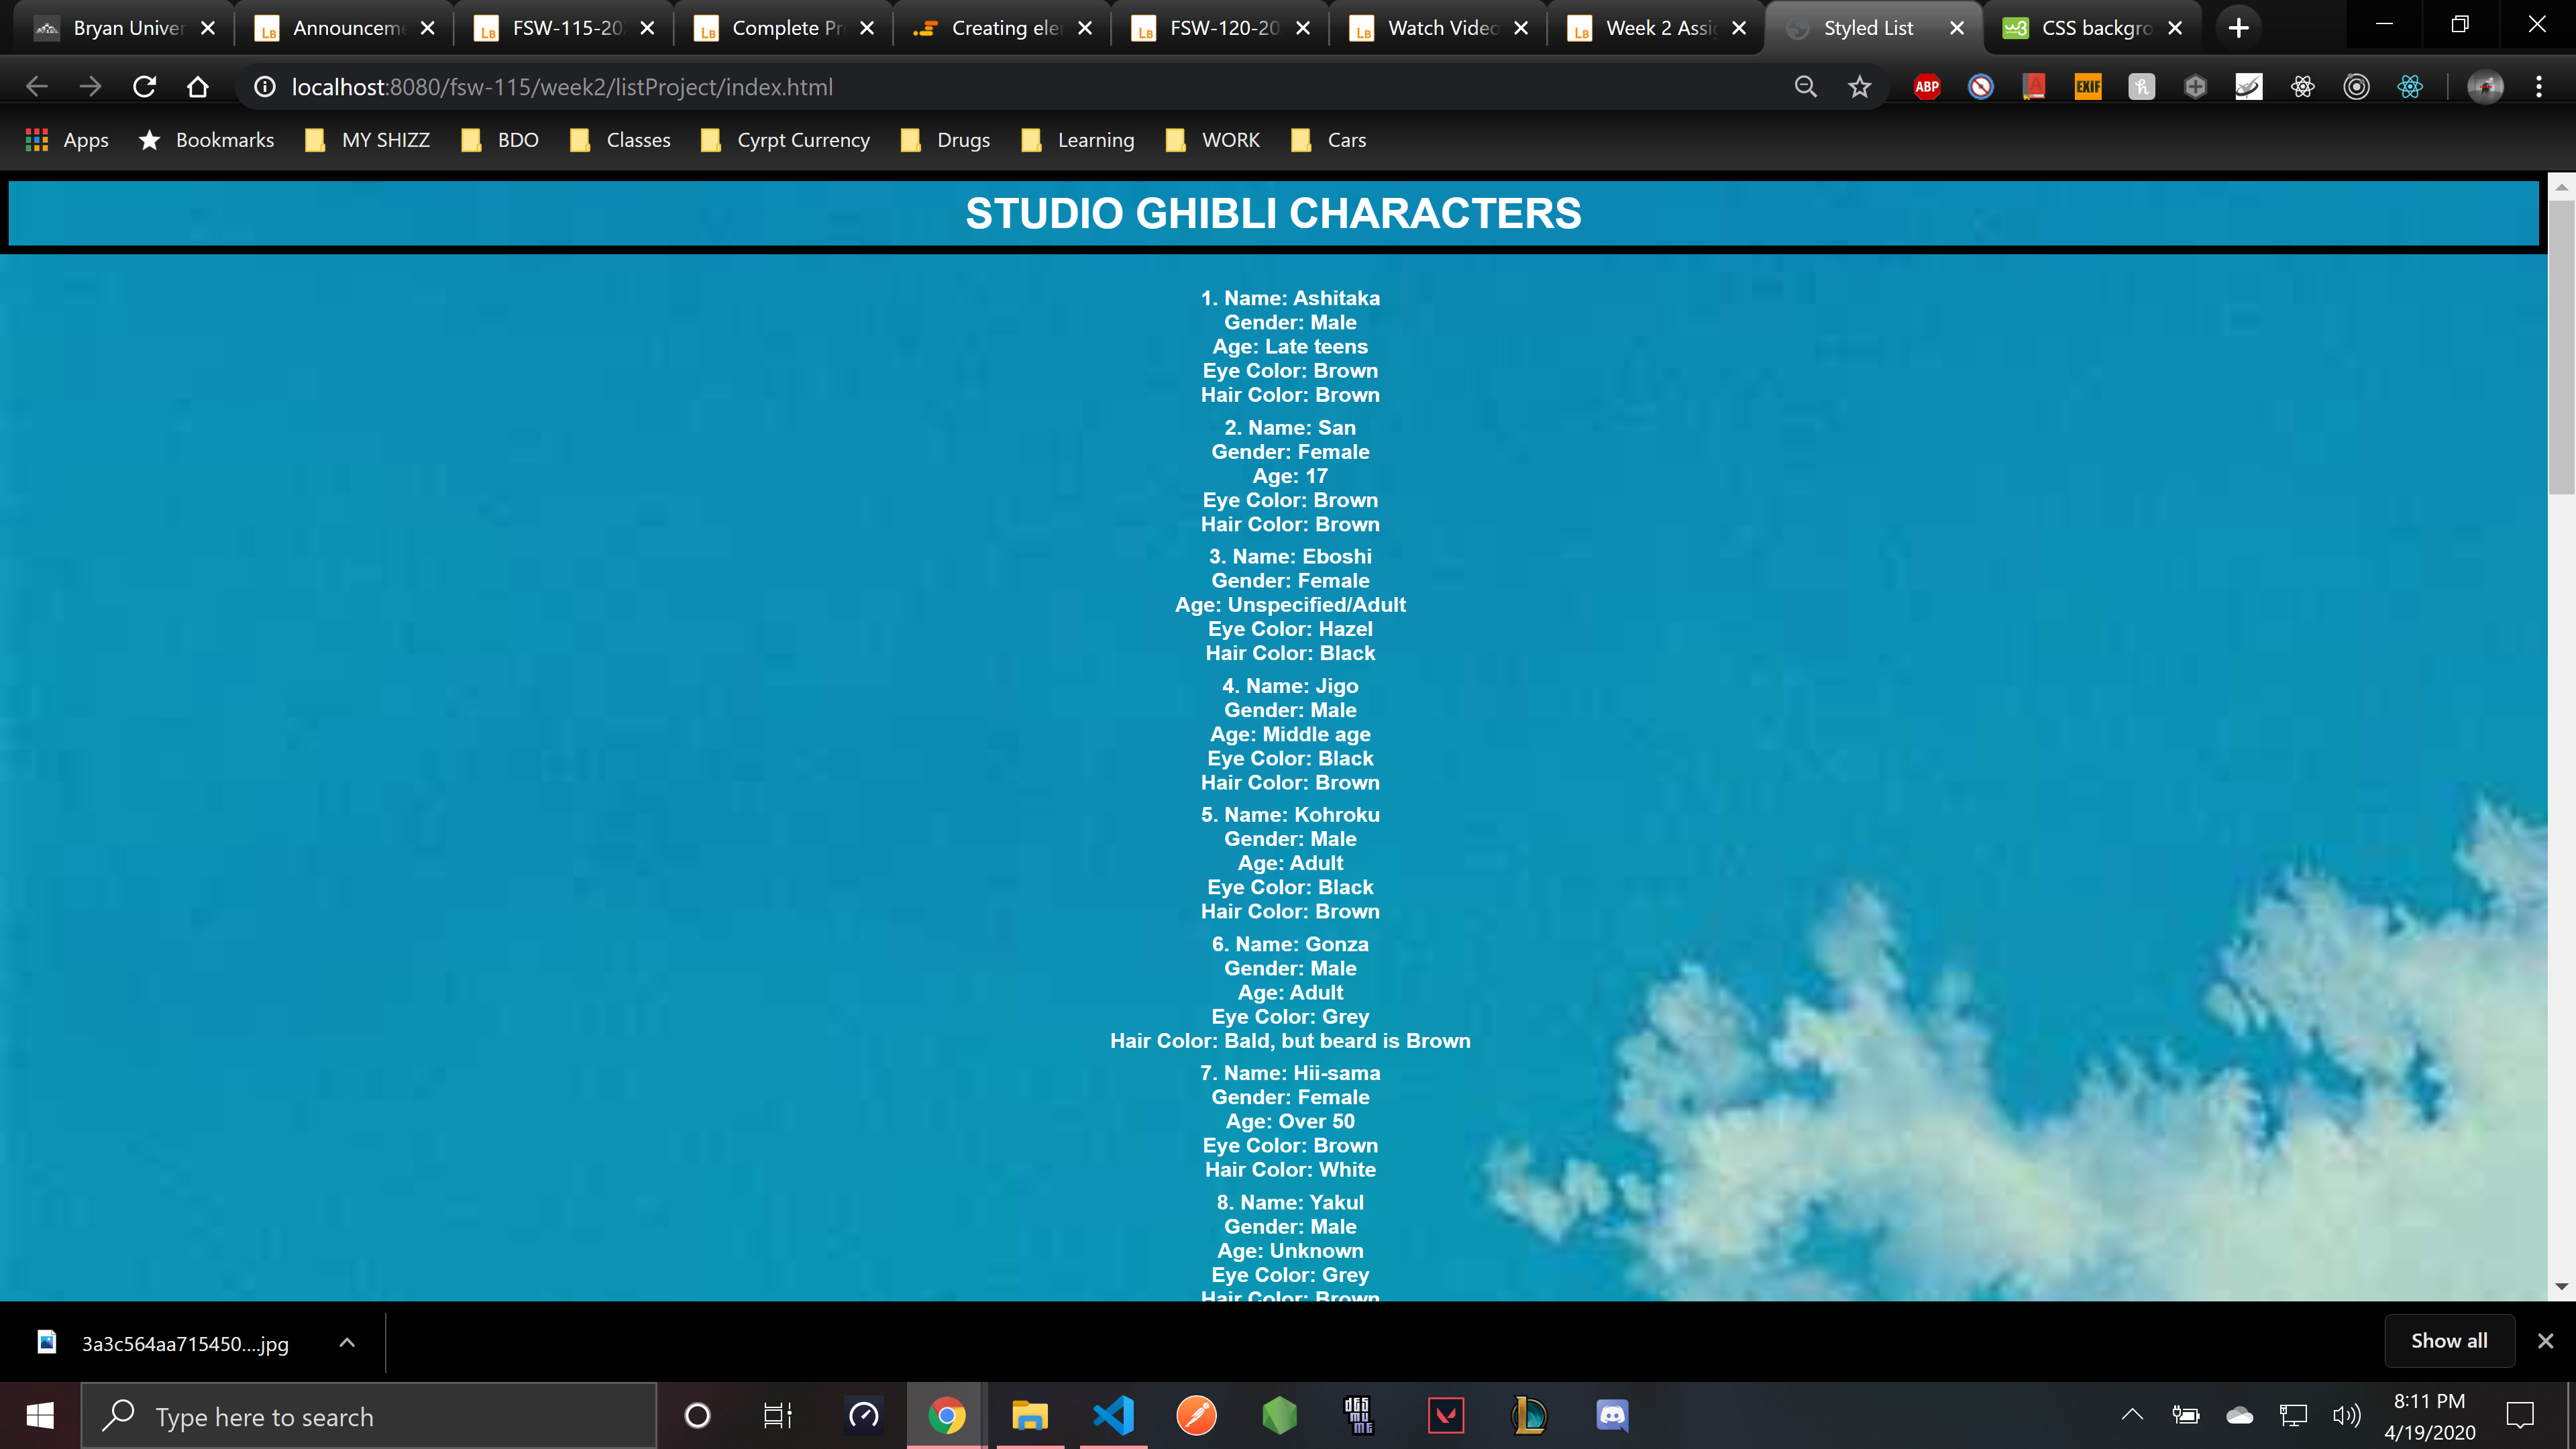 Bryan Univer
Announceme
FSW-115-20
Complete Pr
Creating eler
FSW-120-20
Watch Video
Week 2 Assi
Styled List
CSS backgro
localhost:8080/fsw-115/week2/listProject/index.html
ABP
EXIF
Apps
Bookmarks
MY SHIZZ
BDO
Classes
Cyrpt Currency
Drugs
Learning
WORK
Cars
STUDIO GHIBLI CHARACTERS
1. Name: Ashitaka
Gender: Male
Age: Late teens
Eye Color: Brown
Hair Color: Brown
2. Name: San
Gender: Female
Age: 17
Eye Color: Brown
Hair Color: Brown
3. Name: Eboshi
Gender: Female
Age: Unspecified/Adult
Eye Color: Hazel
Hair Color: Black
4. Name: Jigo
Gender: Male
Age: Middle age
Eye Color: Black
Hair Color: Brown
5. Name: Kohroku
Gender: Male
Age: Adult
Eye Color: Black
Hair Color: Brown
6. Name: Gonza
Gender: Male
Age: Adult
Eye Color: Grey
Hair Color: Bald, but beard is Brown
7. Name: Hii-sama
Gender: Female
Age: Over 50
Eye Color: Brown
Hair Color: White
8. Name: Yakul
Gender: Male
Age: Unknown
Eye Color: Grey
Hair Color: Brown
3a3c564aa715450....jpg
Show all
Type here to search
8:11 PM
4/19/2020